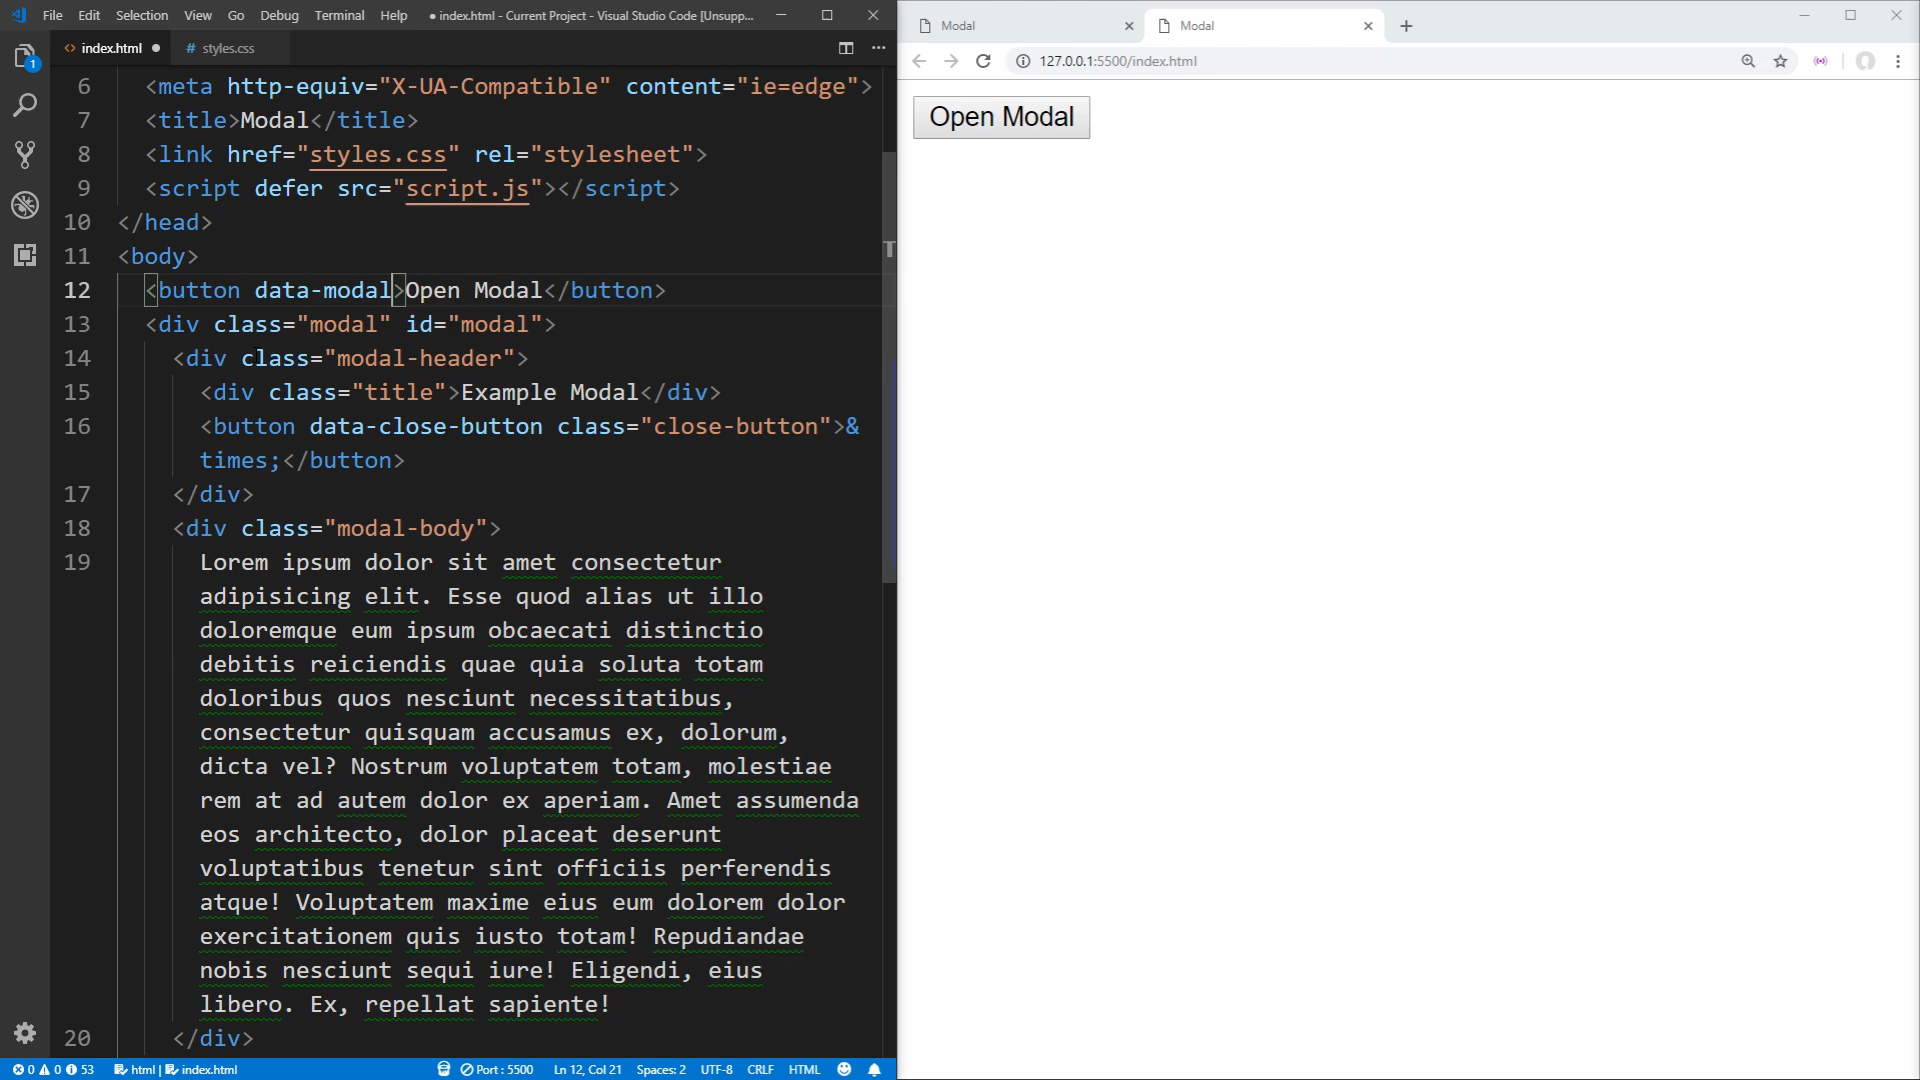 File Edit Selection View Go Debug Terminal Help ● index.html - Current Project - Visual Studio Code [Unsupp...
<> index.html ● # styles.css
1
6 <meta http-equiv="X-UA-Compatible" content="ie=edge">
7 <title>Modal</title>
8 <link href="styles.css" rel="stylesheet">
9 <script defer src="script.js"></script>
10 </head>
11 <body>
12 <button data-modal>Open Modal</button>
13 <div class="modal" id="modal">
14 <div class="modal-header">
15 <div class="title">Example Modal</div>
16 <button data-close-button class="close-button">&
times;</button>
17 </div>
18 <div class="modal-body">
19 Lorem ipsum dolor sit amet consectetur
adipisicing elit. Esse quod alias ut illo
doloremque eum ipsum obcaecati distinctio
debitis reiciendis quae quia soluta totam
doloribus quos nesciunt necessitatibus,
consectetur quisquam accusamus ex, dolorum,
dicta vel? Nostrum voluptatem totam, molestiae
rem at ad autem dolor ex aperiam. Amet assumenda
eos architecto, dolor placeat deserunt
voluptatibus tenetur sint officiis perferendis
atque! Voluptatem maxime eius eum dolorem dolor
exercitationem quis iusto totam! Repudiandae
nobis nesciunt sequi iure! Eligendi, eius
libero. Ex, repellat sapiente!
20 </div>
0 0 53 html | index.html Port : 5500 Ln 12, Col 21 Spaces: 2 UTF-8 CRLF HTML
Modal Modal
127.0.0.1:5500/index.html
Open Modal